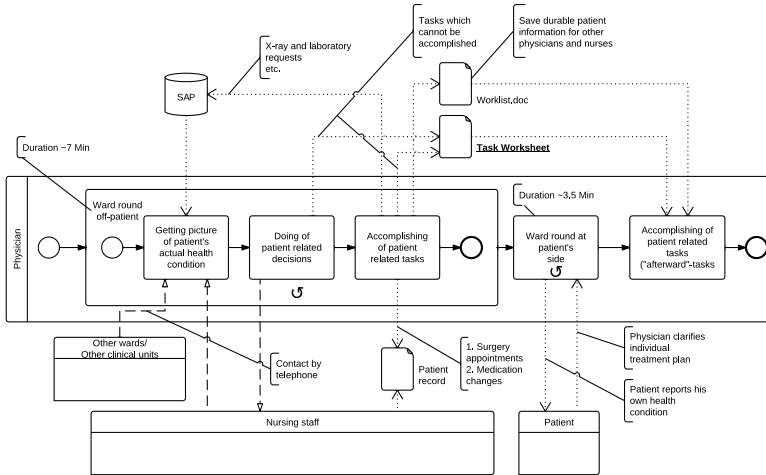 X-ray and laboratory
requests
etc.
Tasks which
cannot be
accomplished
Save durable patient
information for other
physicians and nurses
SAP
Worklist.doc
Task Worksheet
Duration ~7 Min
Duration ~3,5 Min
Physician
Ward round
off-patient
Getting picture
of patient's
actual health
condition
Doing of
patient related
decisions
Accomplishing
of patient
related tasks
Ward round at
patient's
side
Accomplishing of
patient related
tasks
("afterward"-tasks
Other wards/
Other clinical units
Contact by
telephone
Patient
record
1. Surgery
appointments
2. Medication
changes
Physician clarifies
individual
treatment plan
Patient reports his
own health
condition
Nursing staff
Patient